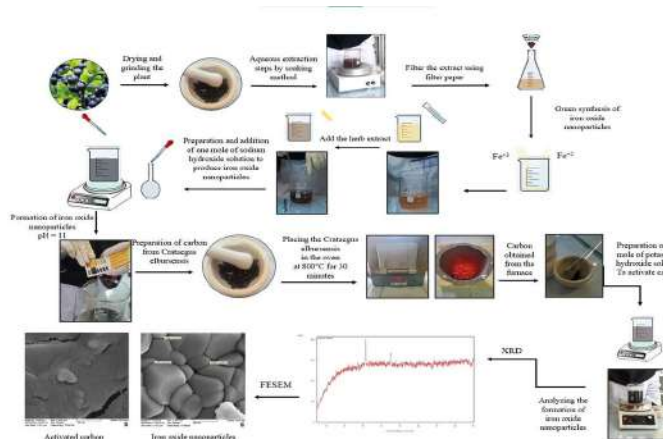 Drying and
grinding the
plant
Aqueous extraction
steps by soaking
method
Filter the extract using
filter paper
Green synthesis of
iron oxide
nanoparticles
Fe+3
Fe+2
Add the herb extract
Preparation and addition
of one mole of sodium
hydroxide solution to
produce iron oxide
nanoparticles
Formation of iron oxide
nanoparticles
pH = 11
Preparation of carbon
from Crataegus
elbursensis
Placing the Crataegus
elbursensis
in the oven
at 800°C for 30
minutes
Carbon
obtained
from the
furnace
Preparation o
mole of potas
hydroxide sol
To activate ca
Analyzing the
formation of
iron oxide
nanoparticles
XRD
FESEM
Activated carbon
Iron oxide nanoparticles